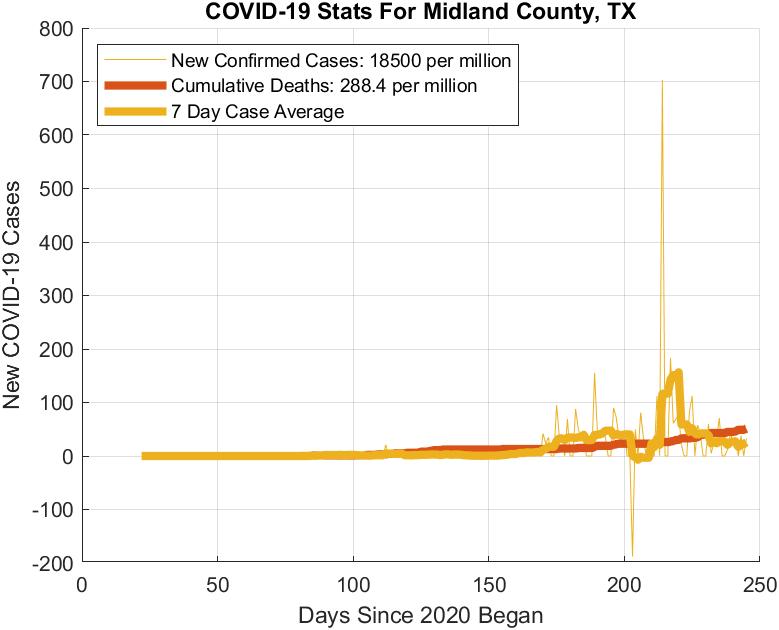 COVID-19 Stats For Midland County, TX
800
700
600
500
400
300
200
100
0
-100
-200
New COVID-19 Cases
New Confirmed Cases: 18500 per million
Cumulative Deaths: 288.4 per million
7 Day Case Average
0 50 100 150 200 250
Days Since 2020 Began